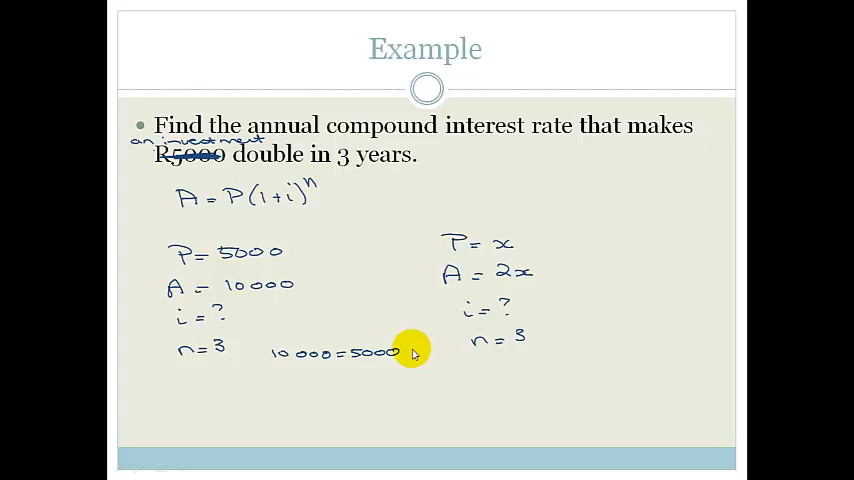 Example
Find the annual compound interest rate that makes
an investment
R5000 double in 3 years.
A = P(1+i)^n
P = 5000
A = 10000
i = ?
n = 3
10 000 = 5000
P = x
A = 2x
i = ?
n = 3